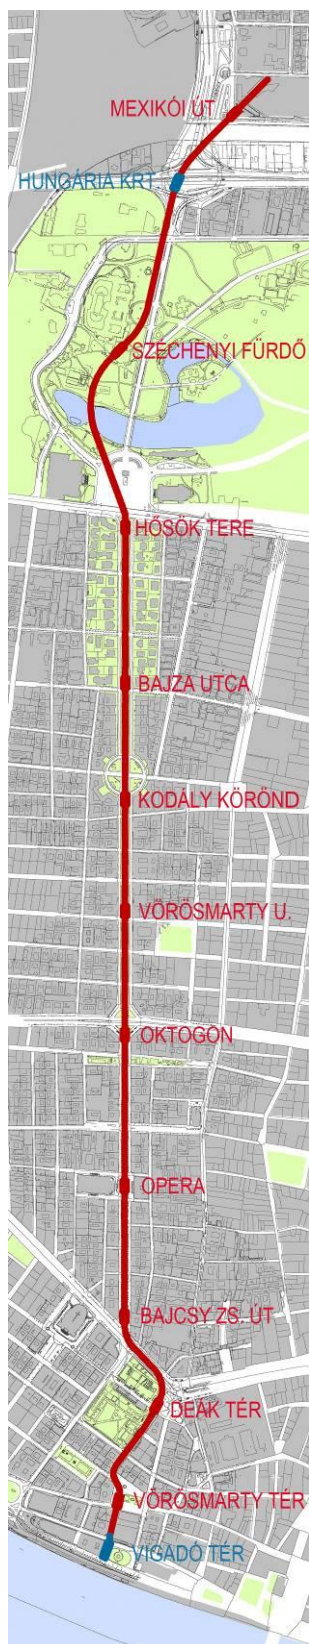 MEXIKÓI ÚT
HUNGÁRIA KRT.
SZÉCHENYI FÜRDŐ
HŐSÖK TERE
BAJZA UTCA
KODÁLY KÖRÖND
VÖRÖSMARTY U.
OKTOGON
OPERA
BAJCSY ZS. ÚT
DEÁK TÉR
VÖRÖSMARTY TÉR
VIGADÓ TÉR